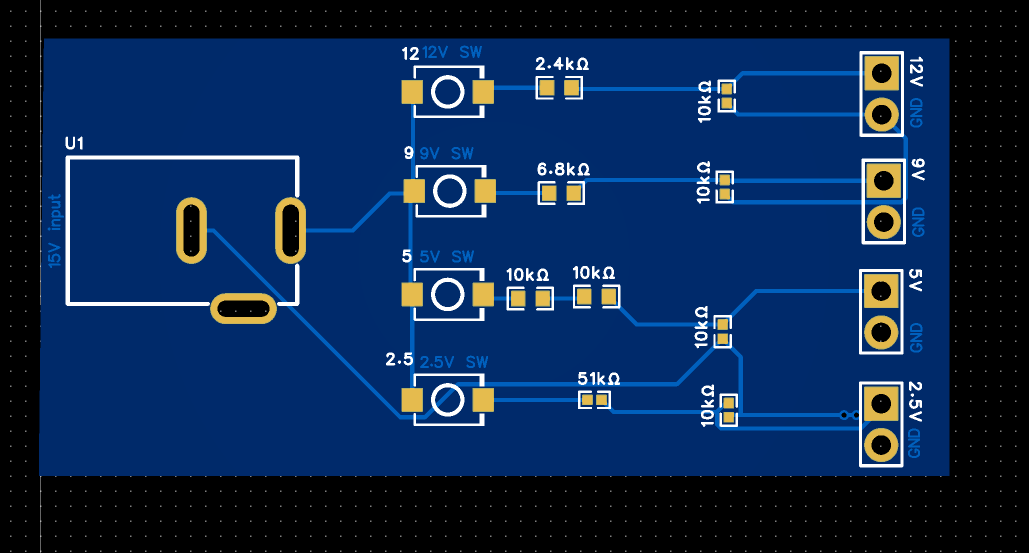 12 12V SW
2.4kΩ
10kΩ
12V
GND
U1
15V input
9 9V SW
6.8kΩ
10kΩ
9V
GND
5 5V SW
10kΩ
10kΩ
10kΩ
5V
GND
2.5 2.5V SW
51kΩ
10kΩ
2.5V
GND